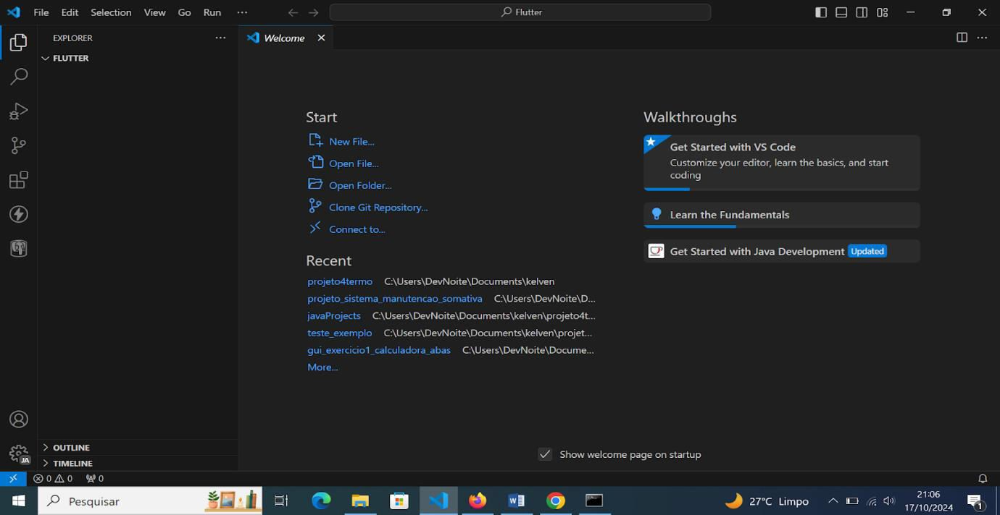 File Edit Selection View Go Run ···
Flutter
EXPLORER ···
Welcome
FLUTTER
Start
New File...
Open File...
Open Folder...
Clone Git Repository...
Connect to...
Recent
projeto4termo C:\Users\DevNoite\Documents\kelven
projeto_sistema_manutencao_somativa C:\Users\DevNoite\D...
javaProjects C:\Users\DevNoite\Documents\kelven\projeto4t...
teste_exemplo C:\Users\DevNoite\Documents\kelven\projet...
gui_exercicio1_calculadora_abas C:\Users\DevNoite\Docume...
More...
Walkthroughs
Get Started with VS Code
Customize your editor, learn the basics, and start
coding
Learn the Fundamentals
Get Started with Java Development Updated
JA
OUTLINE
TIMELINE
Show welcome page on startup
0 0 0
Pesquisar
27°C Limpo
21:06
17/10/2024
1